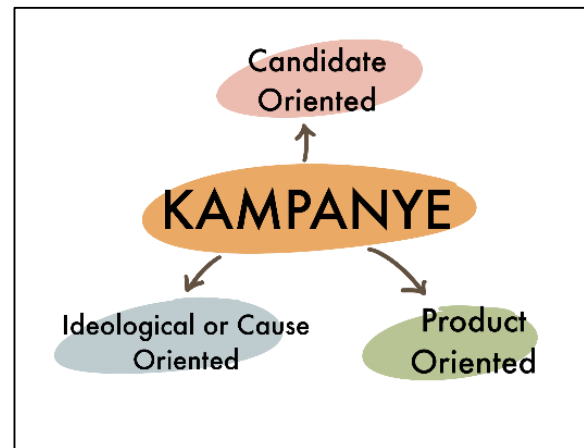 Candidate
Oriented
KAMPANYE
Ideological or Cause
Oriented
Product
Oriented